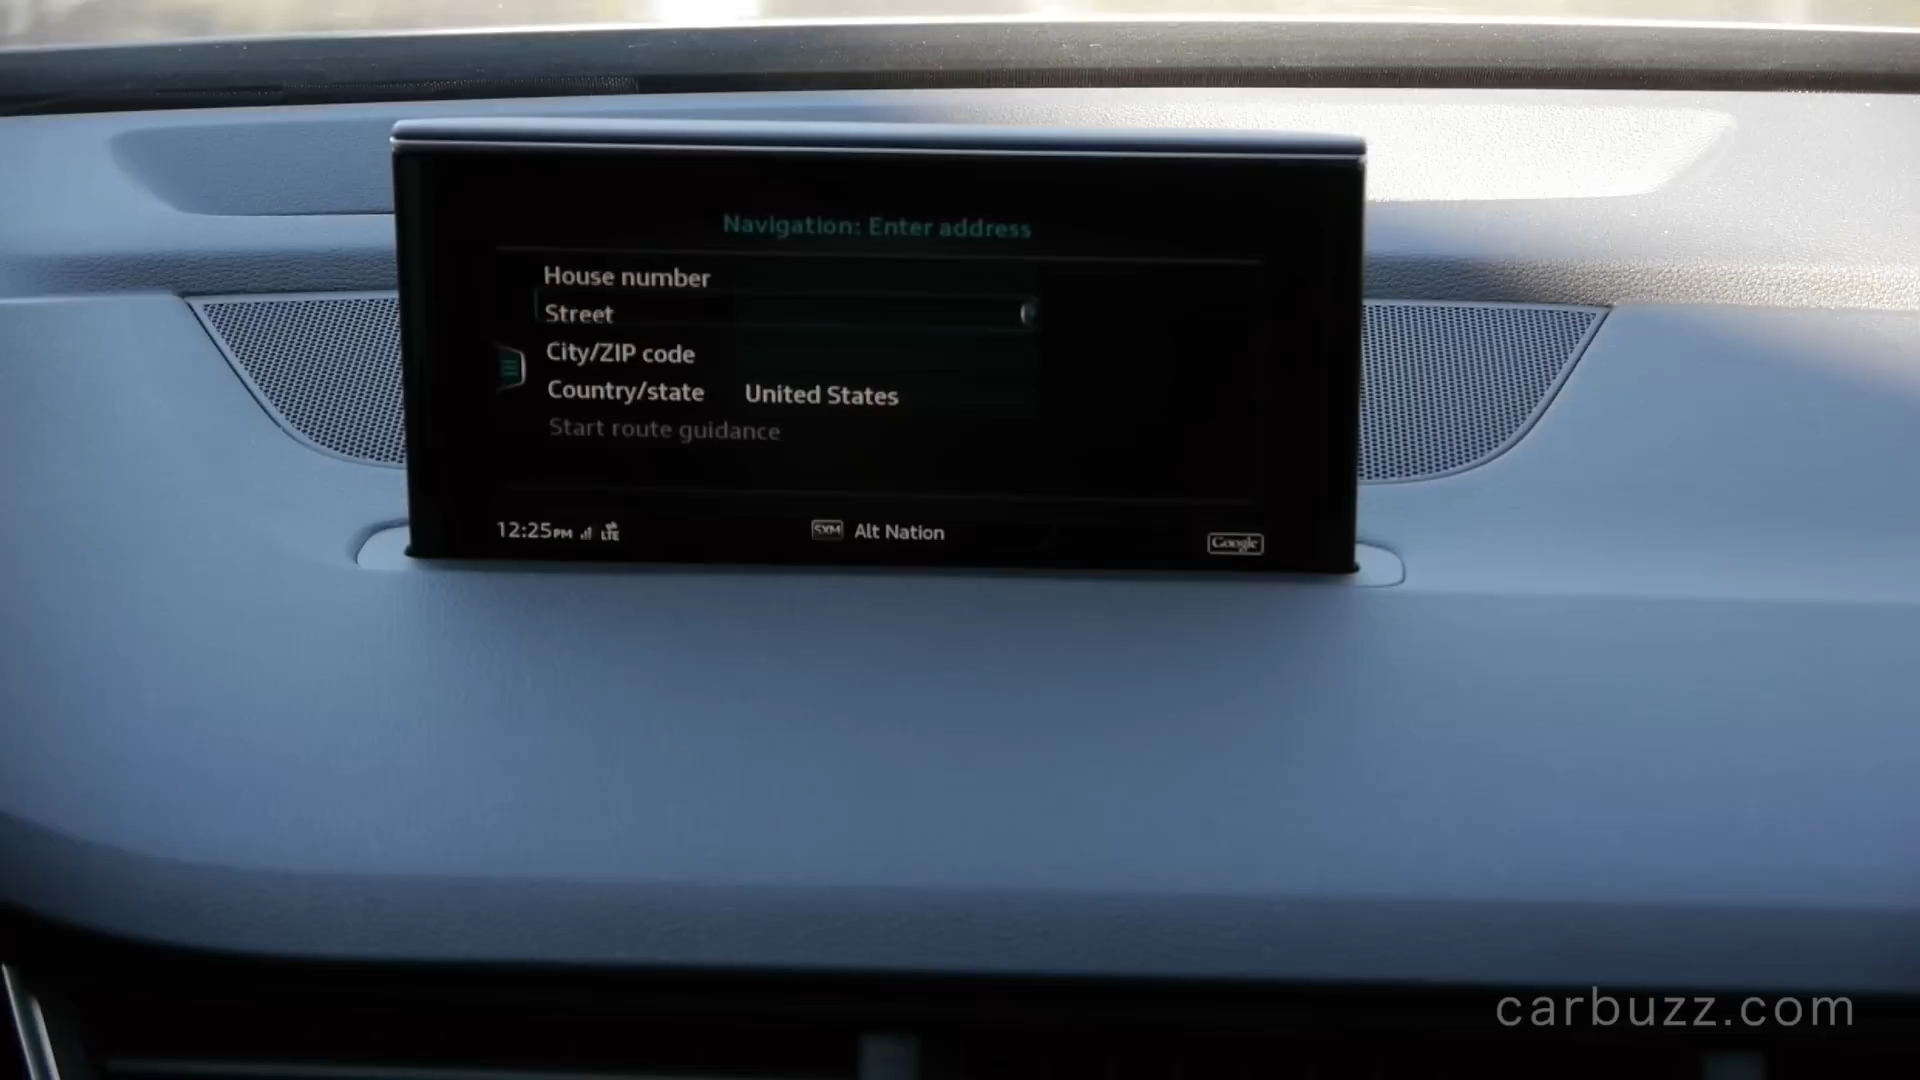 Navigation: Enter address
House number
Street
City/ZIP code
Country/state United States
Start route guidance
12:25PM LTE SXM Alt Nation Google
carbuzz.com